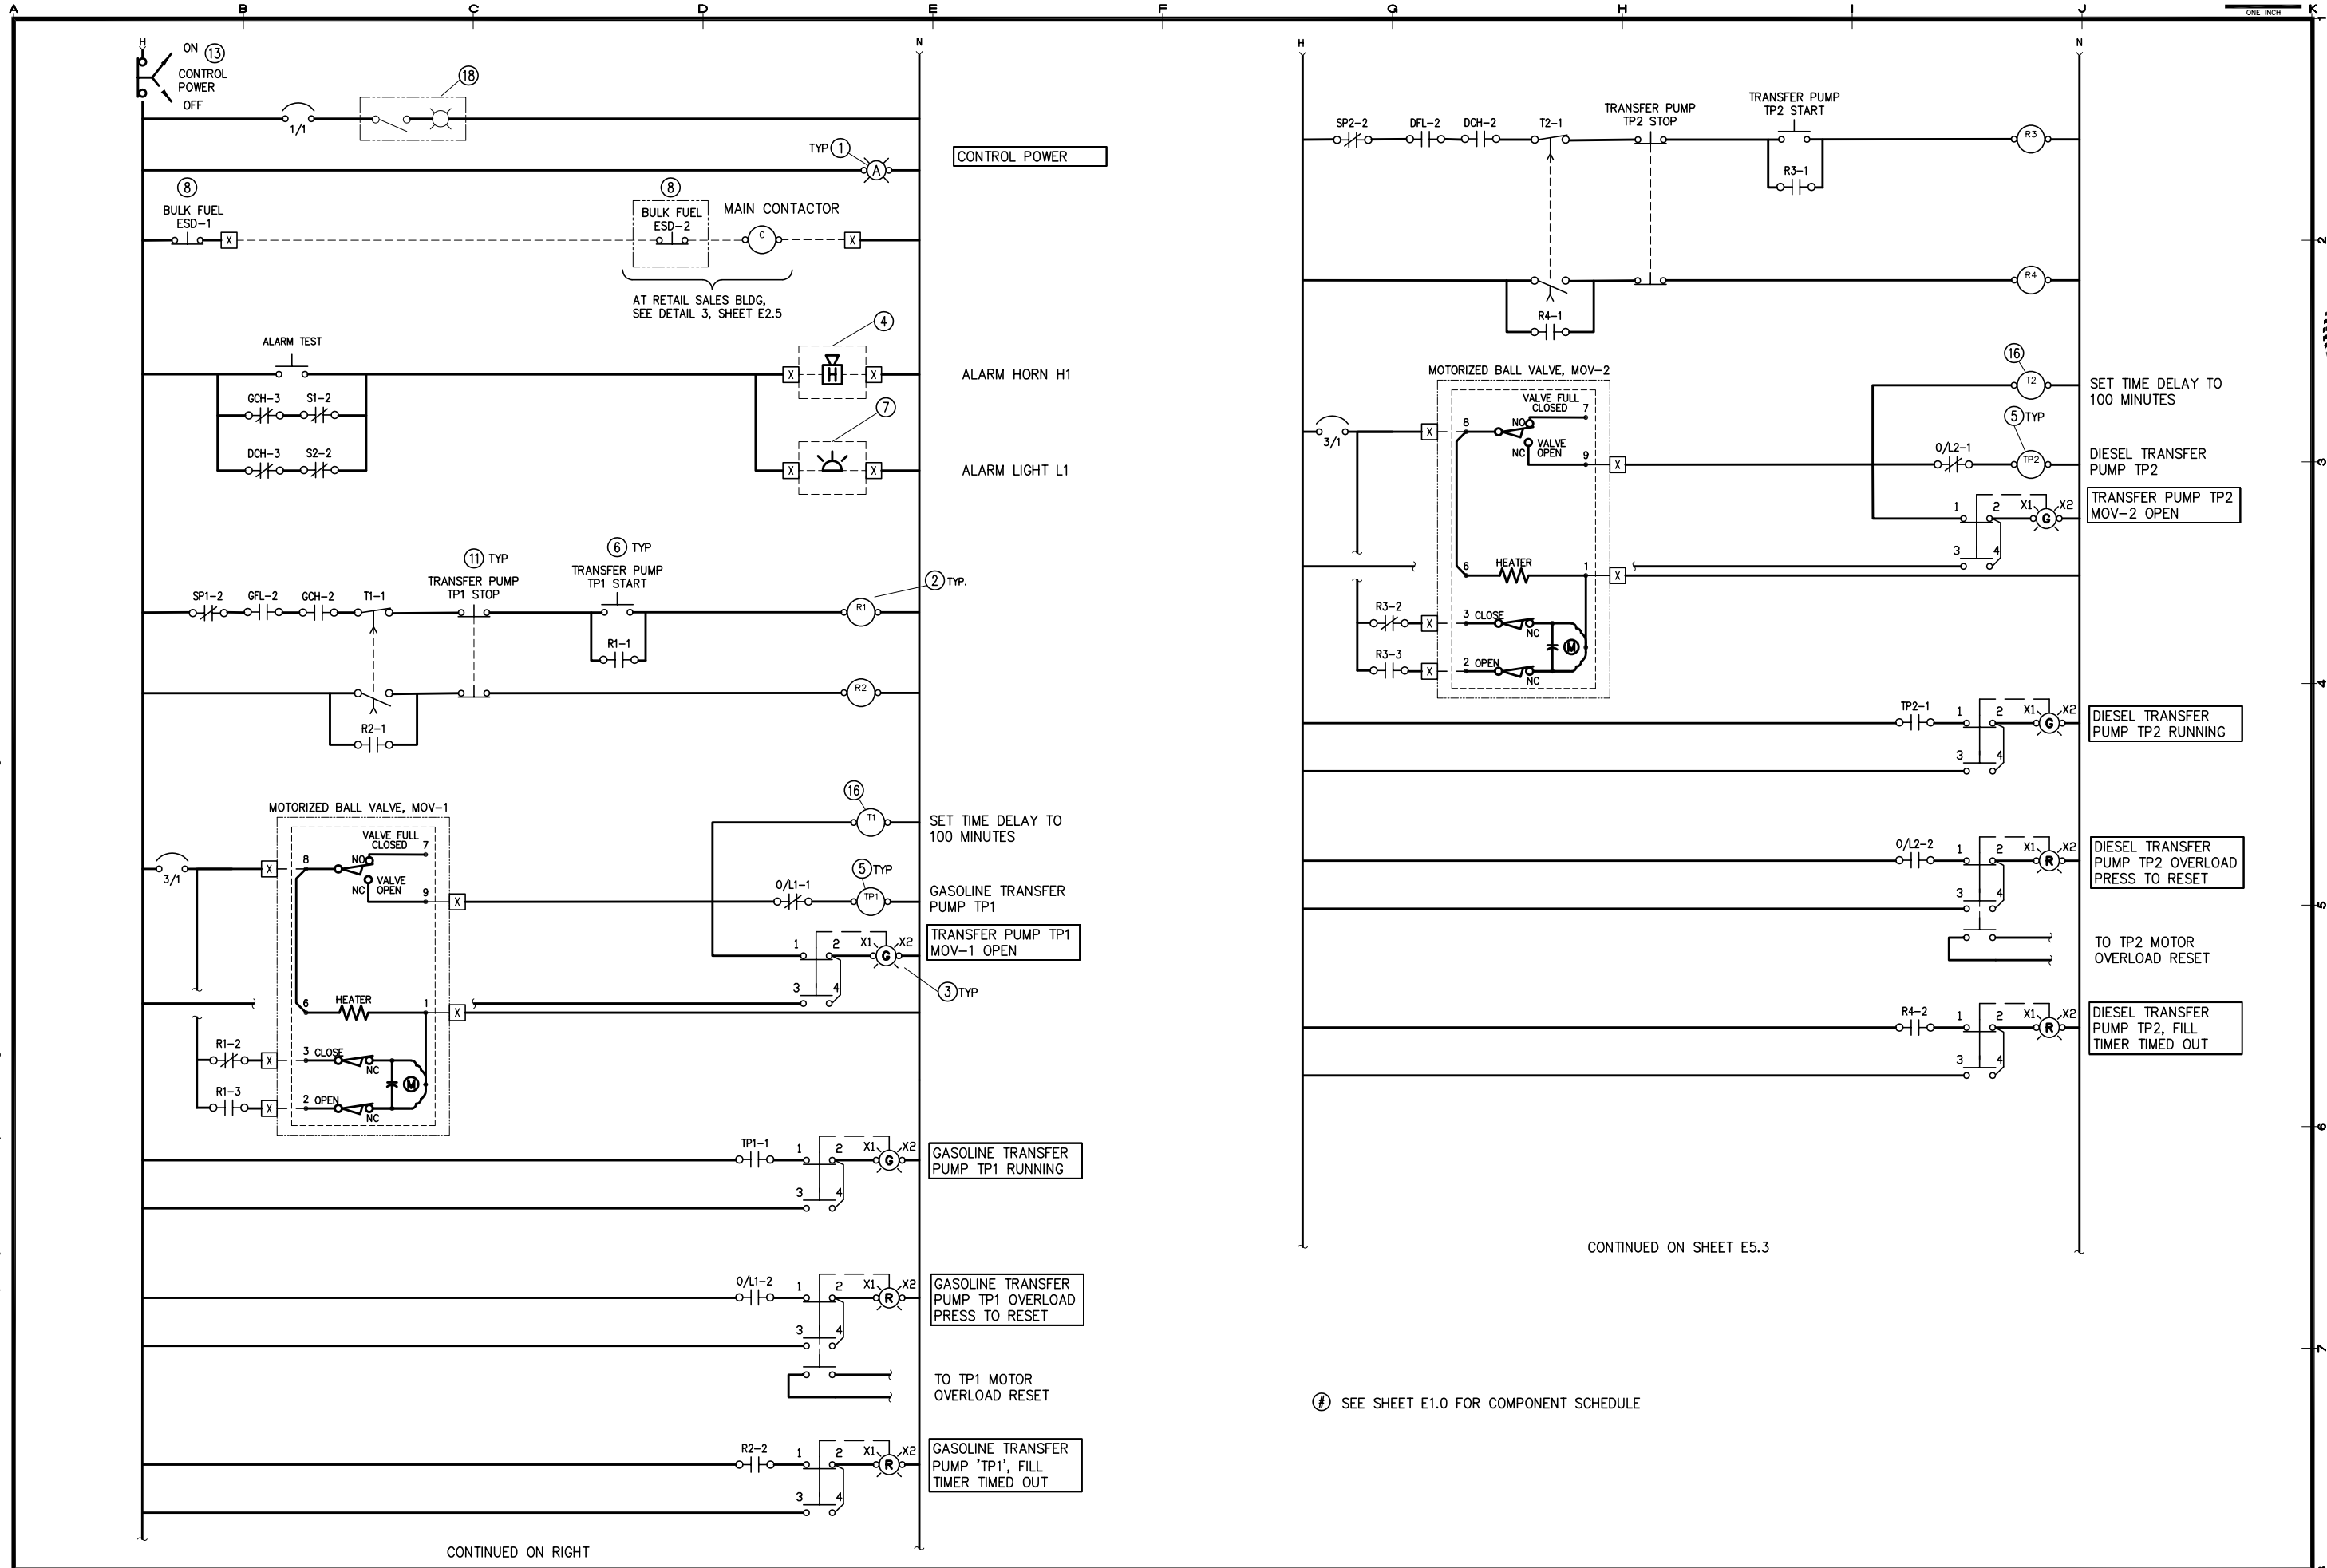 A B C D E F G H I J K
ONE INCH
1
2
3
4
5
6
7
H
N
ON 13
CONTROL
POWER
OFF
1/1
18
TYP 1
A
CONTROL POWER
8
BULK FUEL
ESD-1
X
8
BULK FUEL
ESD-2
MAIN CONTACTOR
C
X
AT RETAIL SALES BLDG,
SEE DETAIL 3, SHEET E2.5
ALARM TEST
GCH-3 S1-2
DCH-3 S2-2
4
X H X
ALARM HORN H1
7
X X
ALARM LIGHT L1
11 TYP
TRANSFER PUMP
TP1 STOP
6 TYP
TRANSFER PUMP
TP1 START
2 TYP.
SP1-2 GFL-2 GCH-2 T1-1
R1
R1-1
R2
R2-1
MOTORIZED BALL VALVE, MOV-1
3/1
X
VALVE FULL
CLOSED
7
8
NO
VALVE
OPEN
NC
9
X
6
HEATER
1
X
R1-2
X
3 CLOSE
NC
M
R1-3
X
2 OPEN
NC
16
T1
SET TIME DELAY TO
100 MINUTES
5 TYP
O/L1-1
TP1
GASOLINE TRANSFER
PUMP TP1
1 2 X1 G X2
3 4
TRANSFER PUMP TP1
MOV-1 OPEN
3 TYP
TP1-1
1 2 X1 G X2
3 4
GASOLINE TRANSFER
PUMP TP1 RUNNING
O/L1-2
1 2 X1 R X2
3 4
GASOLINE TRANSFER
PUMP TP1 OVERLOAD
PRESS TO RESET
TO TP1 MOTOR
OVERLOAD RESET
R2-2
1 2 X1 R X2
3 4
GASOLINE TRANSFER
PUMP 'TP1', FILL
TIMER TIMED OUT
CONTINUED ON RIGHT
H
N
SP2-2 DFL-2 DCH-2 T2-1
TRANSFER PUMP
TP2 STOP
TRANSFER PUMP
TP2 START
R3
R3-1
R4
R4-1
MOTORIZED BALL VALVE, MOV-2
3/1
X
VALVE FULL
CLOSED
7
8
NO
VALVE
OPEN
NC
9
X
6
HEATER
1
X
R3-2
X
3 CLOSE
NC
M
R3-3
X
2 OPEN
NC
16
T2
SET TIME DELAY TO
100 MINUTES
5 TYP
O/L2-1
TP2
DIESEL TRANSFER
PUMP TP2
1 2 X1 G X2
3 4
TRANSFER PUMP TP2
MOV-2 OPEN
TP2-1
1 2 X1 G X2
3 4
DIESEL TRANSFER
PUMP TP2 RUNNING
O/L2-2
1 2 X1 R X2
3 4
DIESEL TRANSFER
PUMP TP2 OVERLOAD
PRESS TO RESET
TO TP2 MOTOR
OVERLOAD RESET
R4-2
1 2 X1 R X2
3 4
DIESEL TRANSFER
PUMP TP2, FILL
TIMER TIMED OUT
CONTINUED ON SHEET E5.3
# SEE SHEET E1.0 FOR COMPONENT SCHEDULE